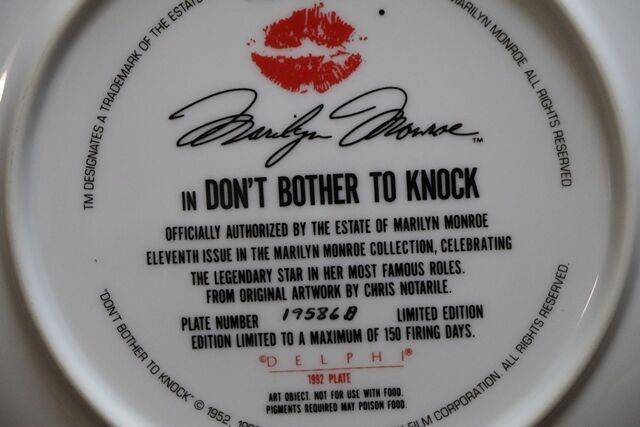 TM DESIGNATES A TRADEMARK OF THE ESTATE
MARILYN MONROE. ALL RIGHTS RESERVED.
Marilyn Monroe ™
IN DON'T BOTHER TO KNOCK
OFFICIALLY AUTHORIZED BY THE ESTATE OF MARILYN MONROE
ELEVENTH ISSUE IN THE MARILYN MONROE COLLECTION, CELEBRATING
THE LEGENDARY STAR IN HER MOST FAMOUS ROLES.
FROM ORIGINAL ARTWORK BY CHRIS NOTARILE.
PLATE NUMBER 19586B LIMITED EDITION
EDITION LIMITED TO A MAXIMUM OF 150 FIRING DAYS.
©DELPHI®
1992 PLATE
ART OBJECT. NOT FOR USE WITH FOOD.
PIGMENTS REQUIRED MAY POISON FOOD.
"DON'T BOTHER TO KNOCK" © 1952,
FILM CORPORATION. ALL RIGHTS RESERVED.